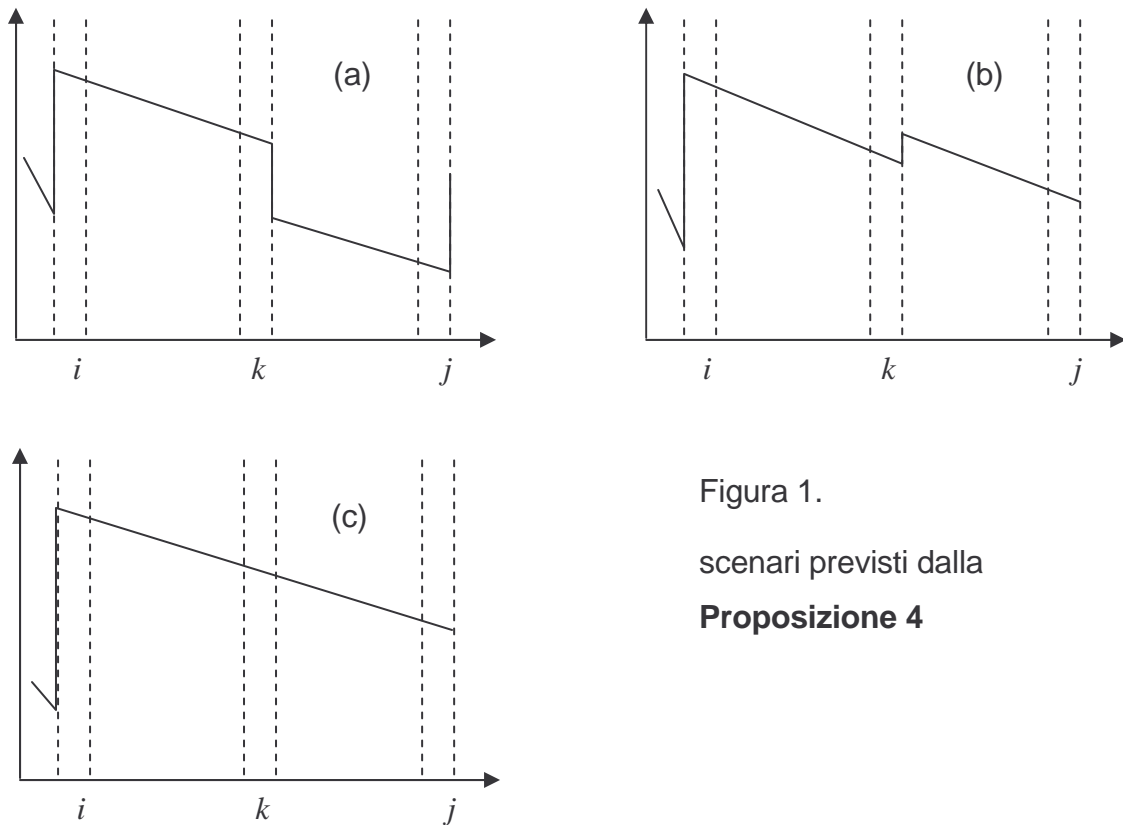 (a)
i k j
(b)
i k j
(c)
i k j
Figura 1.
scenari previsti dalla
Proposizione 4